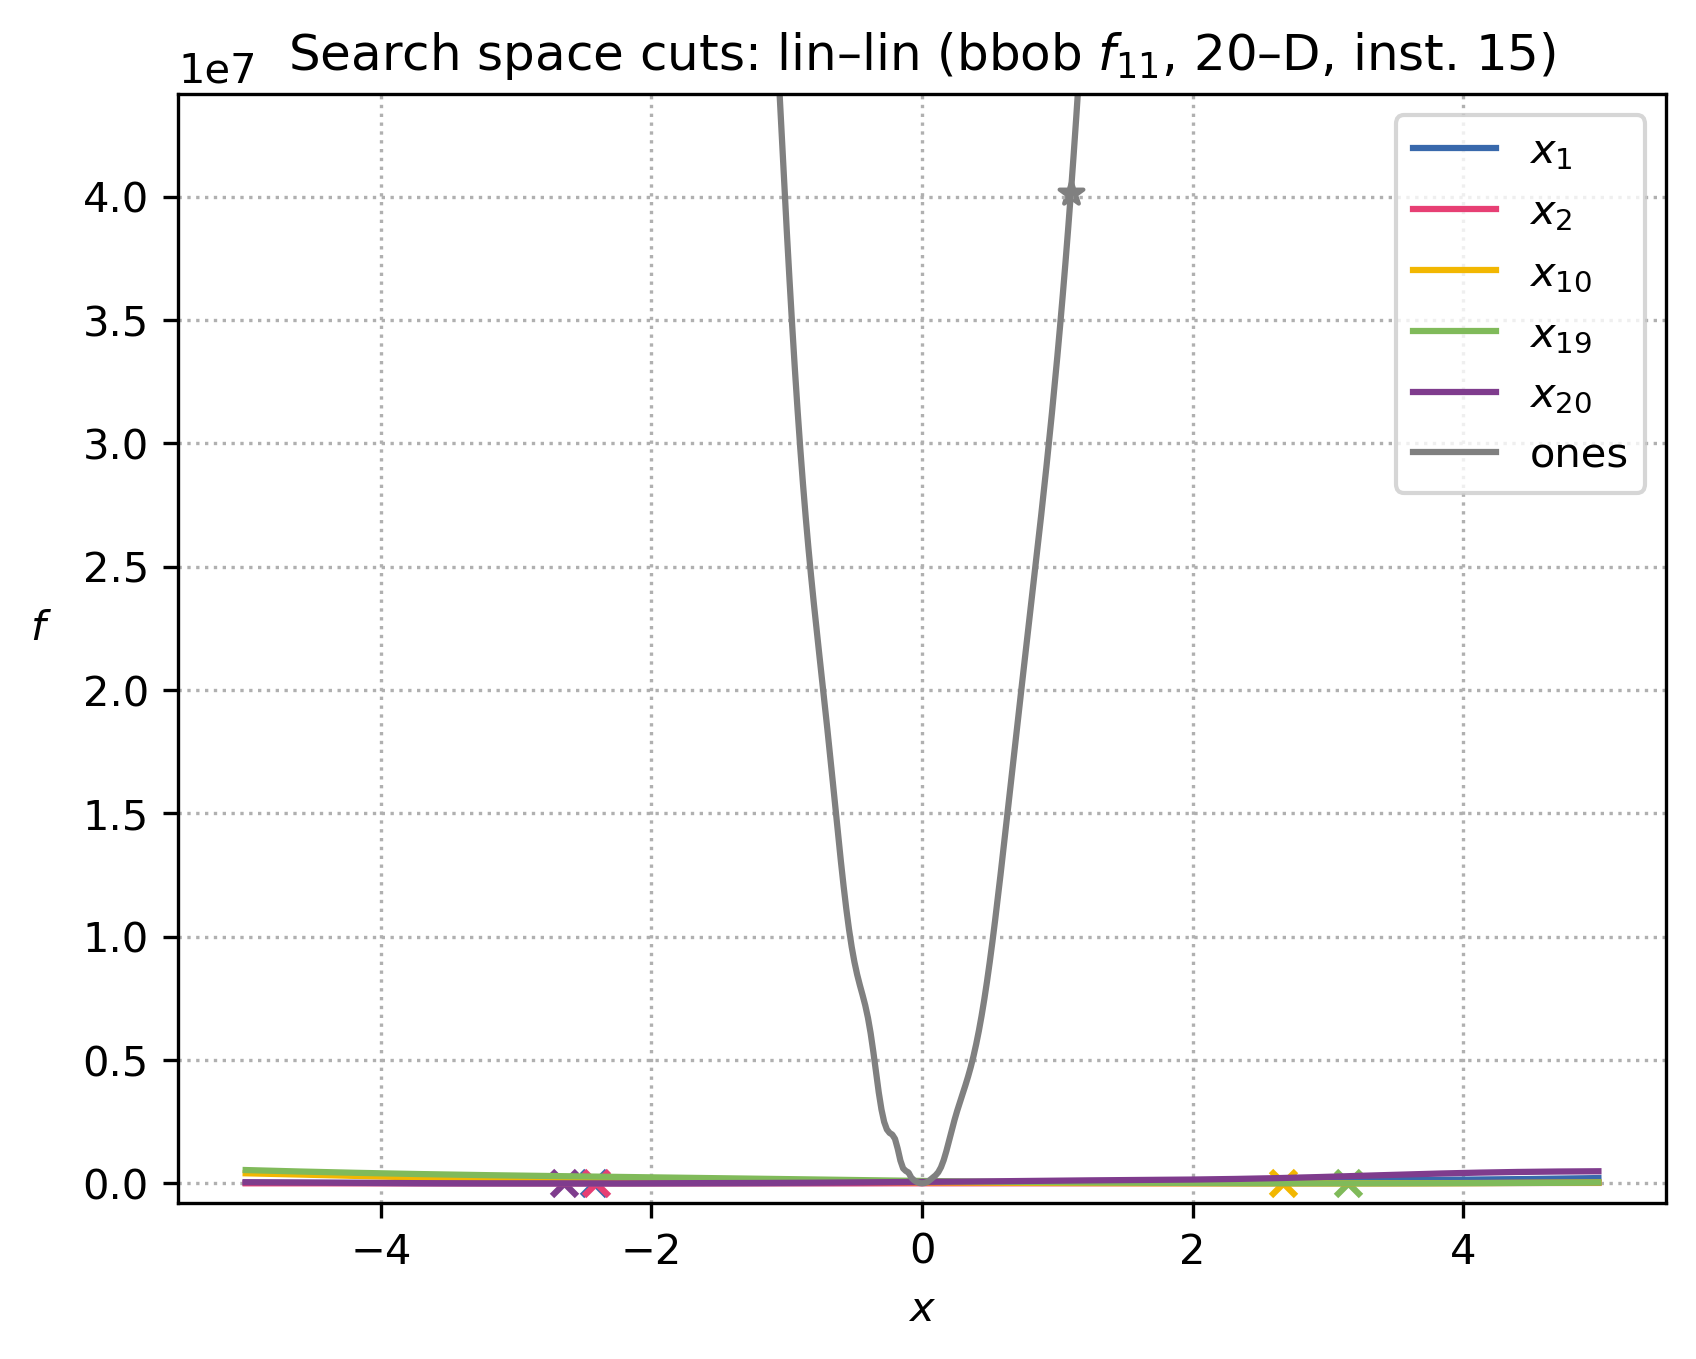 Search space cuts: lin–lin (bbob f₁₁, 20–D, inst. 15)
1e7
x₁
x₂
x₁₀
x₁₉
x₂₀
ones
4.0
3.5
3.0
2.5
2.0
1.5
1.0
0.5
0.0
f
−4 −2 0 2 4
x